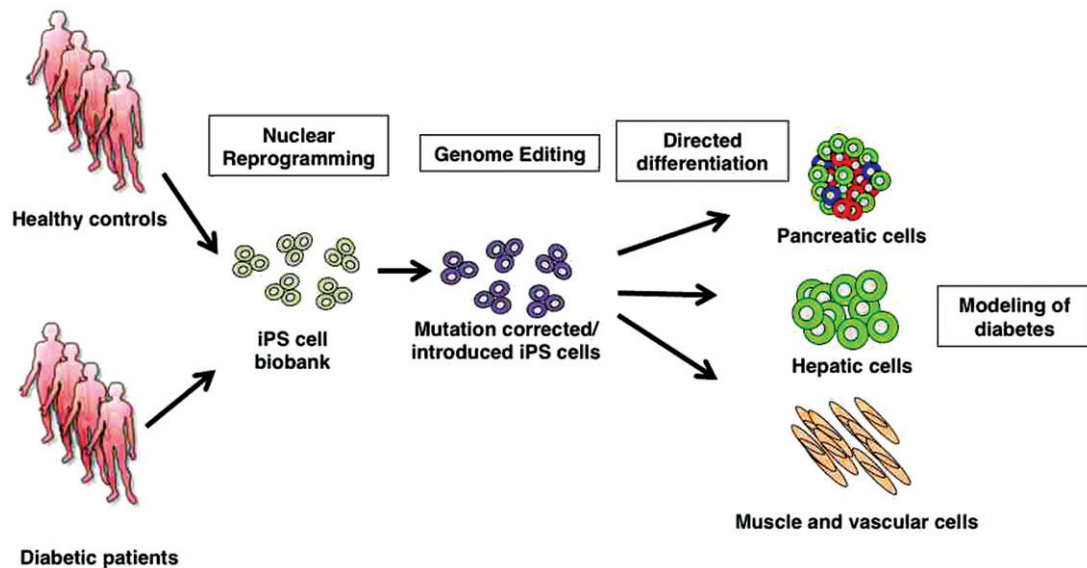 Healthy controls
Diabetic patients
Nuclear
Reprogramming
iPS cell
biobank
Genome Editing
Mutation corrected/
introduced iPS cells
Directed
differentiation
Pancreatic cells
Hepatic cells
Muscle and vascular cells
Modeling of
diabetes